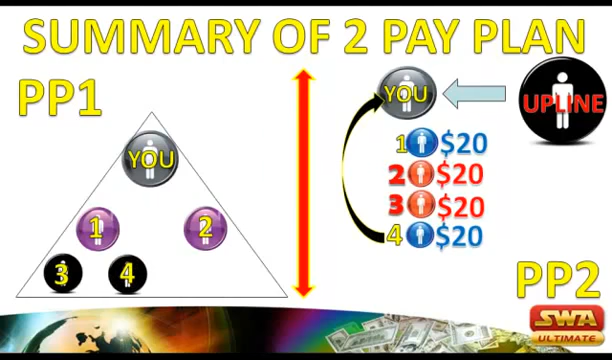 SUMMARY OF 2 PAY PLAN
PP1
YOU
1 2
3 4
YOU
UPLINE
1 $20
2 $20
3 $20
4 $20
PP2
SWA
ULTIMATE